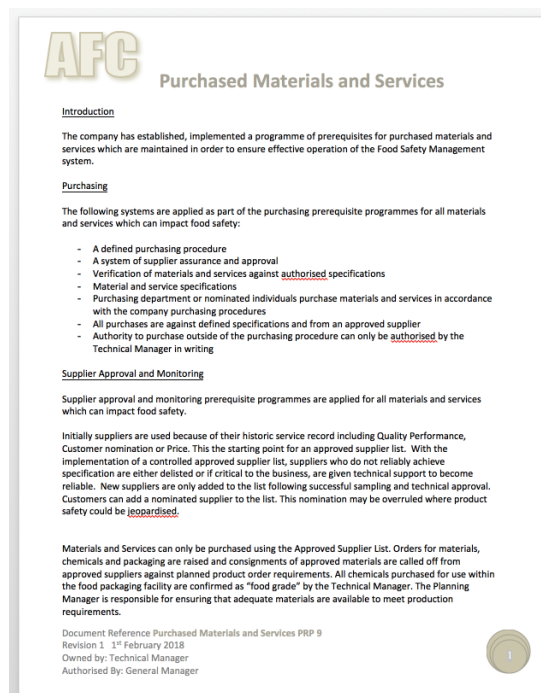 AFC
Purchased Materials and Services
Introduction
The company has established, implemented a programme of prerequisites for purchased materials and
services which are maintained in order to ensure effective operation of the Food Safety Management
system.
Purchasing
The following systems are applied as part of the purchasing prerequisite programmes for all materials
and services which can impact food safety:
- A defined purchasing procedure
- A system of supplier assurance and approval
- Verification of materials and services against authorised specifications
- Material and service specifications
- Purchasing department or nominated individuals purchase materials and services in accordance
with the company purchasing procedures
- All purchases are against defined specifications and from an approved supplier
- Authority to purchase outside of the purchasing procedure can only be authorised by the
Technical Manager in writing
Supplier Approval and Monitoring
Supplier approval and monitoring prerequisite programmes are applied for all materials and services
which can impact food safety.
Initially suppliers are used because of their historic service record including Quality Performance,
Customer nomination or Price. This the starting point for an approved supplier list. With the
implementation of a controlled approved supplier list, suppliers who do not reliably achieve
specification are either delisted or if critical to the business, are given technical support to become
reliable. New suppliers are only added to the list following successful sampling and technical approval.
Customers can add a nominated supplier to the list. This nomination may be overruled where product
safety could be jeopardised.
Materials and Services can only be purchased using the Approved Supplier List. Orders for materials,
chemicals and packaging are raised and consignments of approved materials are called off from
approved suppliers against planned product order requirements. All chemicals purchased for use within
the food packaging facility are confirmed as "food grade" by the Technical Manager. The Planning
Manager is responsible for ensuring that adequate materials are available to meet production
requirements.
Document Reference Purchased Materials and Services PRP 9
Revision 1 1st February 2018
Owned by: Technical Manager
Authorised By: General Manager
1